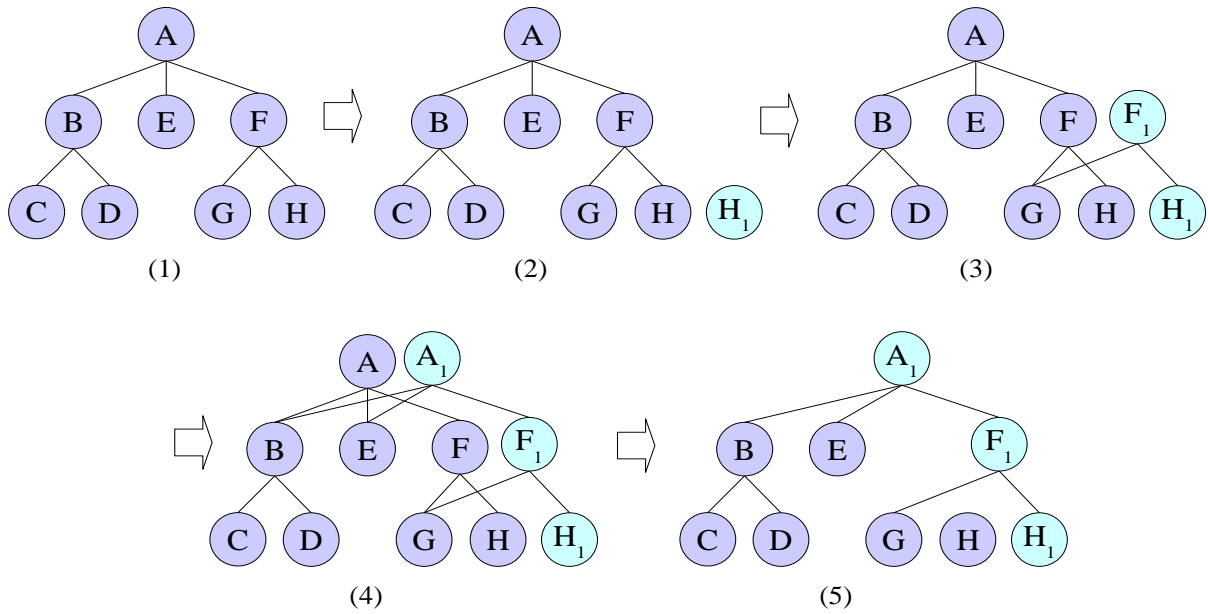 A A A
B E F B E F B E F F₁
C D G H C D G H H₁ C D G H H₁
(1) (2) (3)
A A₁ A₁
B E F F₁ B E F₁
C D G H H₁ C D G H H₁
(4) (5)